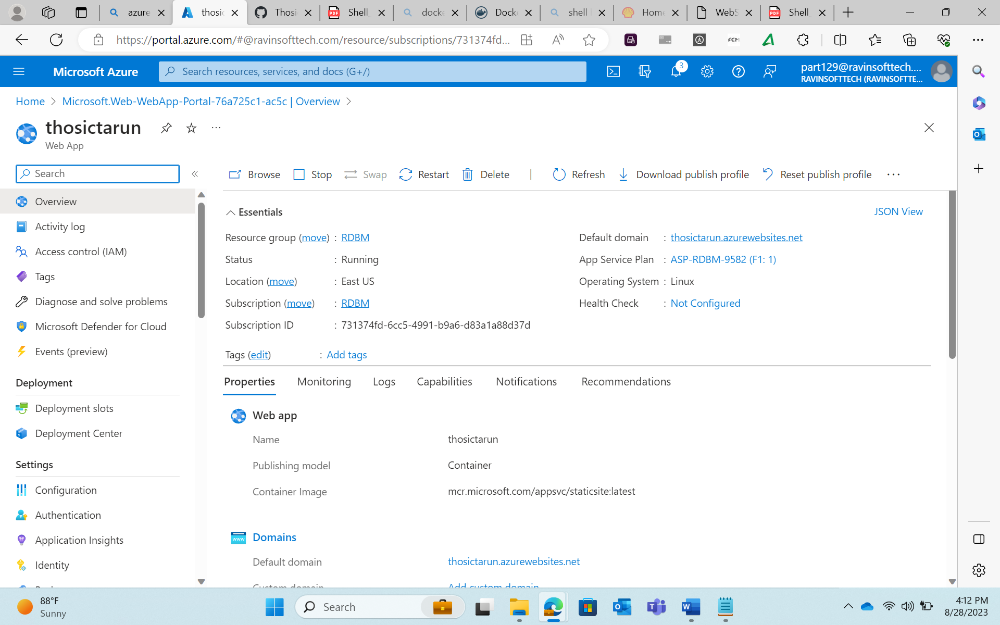 azure
thosic
Thosi
Shell_
docke
Docke
shell
Home
WebS
Shell_
https://portal.azure.com/#@ravinsofttech.com/resource/subscriptions/731374fd...
FCM
Microsoft Azure
Search resources, services, and docs (G+/)
3
part129@ravinsofttech....
RAVINSOFTTECH (RAVINSOFTTE...
Home > Microsoft.Web-WebApp-Portal-76a725c1-ac5c | Overview >
thosictarun
Web App
Search
Browse Stop Swap Restart Delete | Refresh Download publish profile Reset publish profile
Overview
Activity log
Access control (IAM)
Tags
Diagnose and solve problems
Microsoft Defender for Cloud
Events (preview)
Deployment
Deployment slots
Deployment Center
Settings
Configuration
Authentication
Application Insights
Identity
Essentials
JSON View
Resource group (move) : RDBM
Status : Running
Location (move) : East US
Subscription (move) : RDBM
Subscription ID : 731374fd-6cc5-4991-b9a6-d83a1a88d37d
Default domain : thosictarun.azurewebsites.net
App Service Plan : ASP-RDBM-9582 (F1: 1)
Operating System : Linux
Health Check : Not Configured
Tags (edit) : Add tags
Properties Monitoring Logs Capabilities Notifications Recommendations
Web app
Name thosictarun
Publishing model Container
Container Image mcr.microsoft.com/appsvc/staticsite:latest
Domains
Default domain thosictarun.azurewebsites.net
Custom domain Add custom domain
88°F
Sunny
Search
4:12 PM
8/28/2023